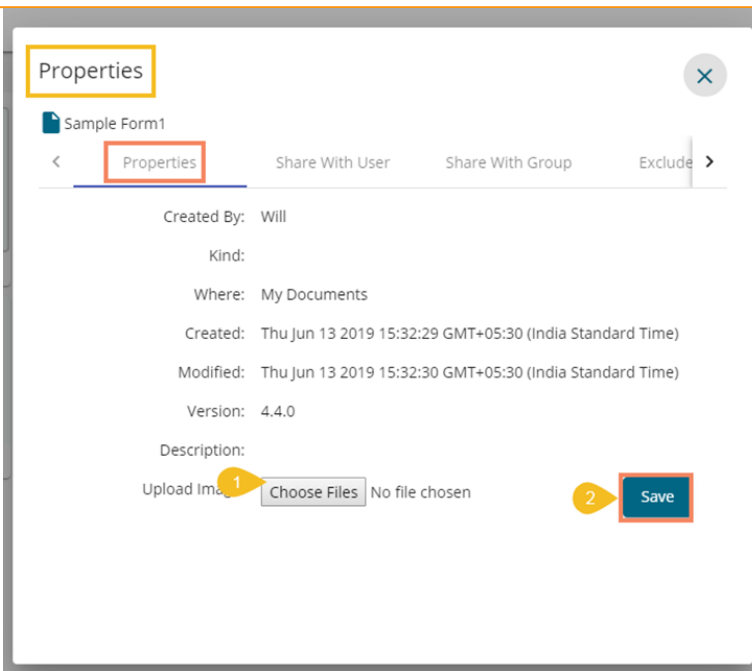 Properties
Sample Form1
Properties Share With User Share With Group Exclude
Created By: Will
Kind:
Where: My Documents
Created: Thu Jun 13 2019 15:32:29 GMT+05:30 (India Standard Time)
Modified: Thu Jun 13 2019 15:32:30 GMT+05:30 (India Standard Time)
Version: 4.4.0
Description:
Upload Ima 1 Choose Files No file chosen 2 Save